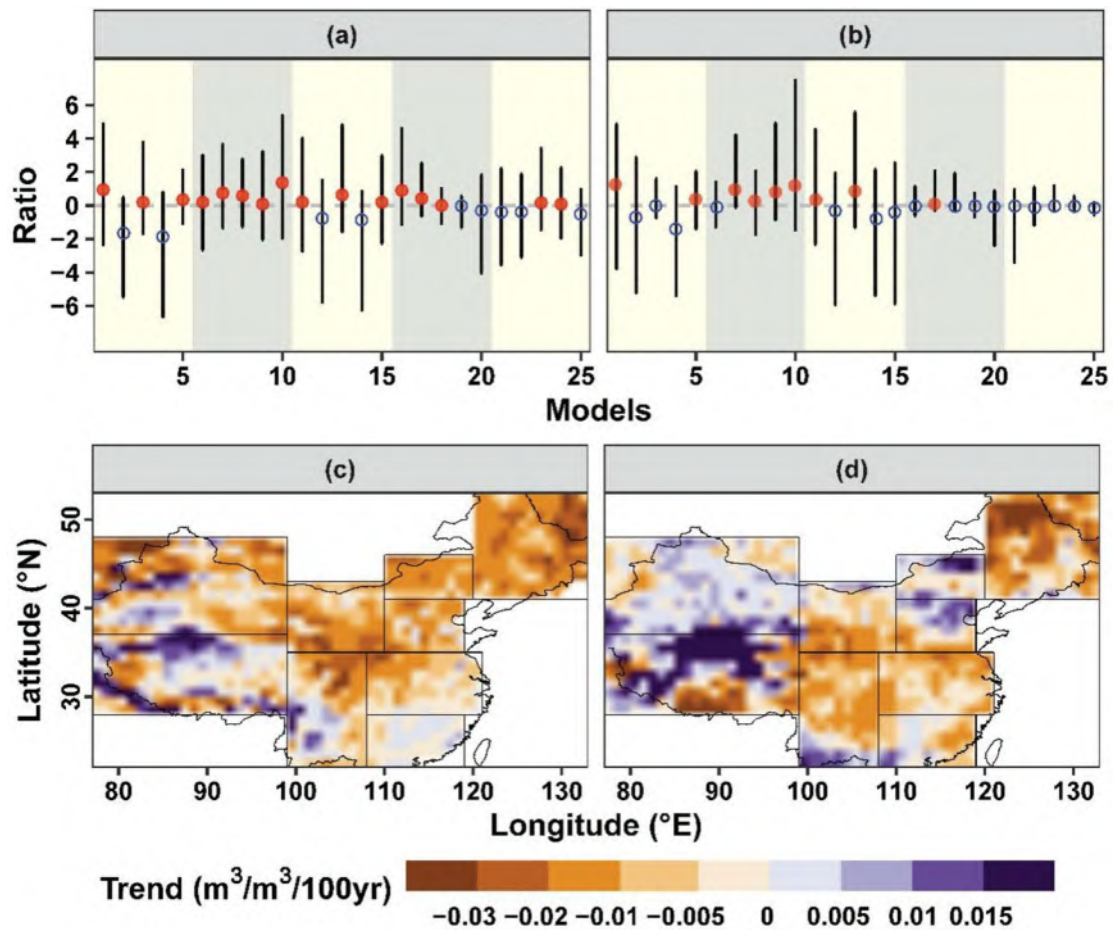 (a) (b)
Ratio
6
4
2
0
−2
−4
−6
5 10 15 20 25 5 10 15 20 25
Models
(c) (d)
Latitude (°N)
50
40
30
80 90 100 110 120 130 80 90 100 110 120 130
Longitude (°E)
Trend (m³/m³/100yr)
−0.03 −0.02 −0.01 −0.005 0 0.005 0.01 0.015